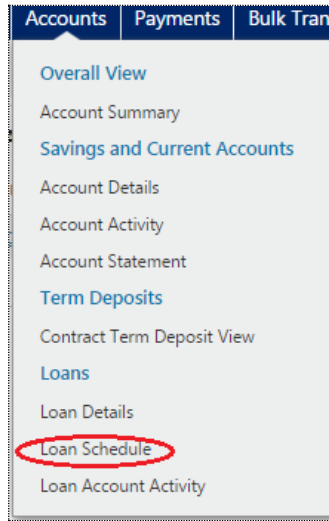 Accounts Payments Bulk Tran
Overall View
Account Summary
Savings and Current Accounts
Account Details
Account Activity
Account Statement
Term Deposits
Contract Term Deposit View
Loans
Loan Details
Loan Schedule
Loan Account Activity